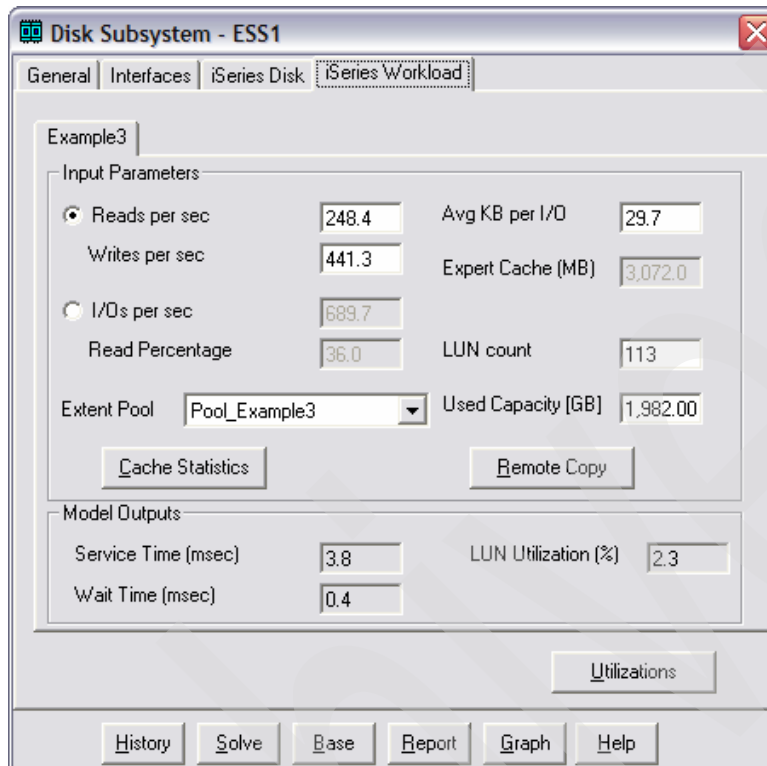 Disk Subsystem - ESS1
General Interfaces iSeries Disk iSeries Workload
Example3
Input Parameters
Reads per sec 248.4 Avg KB per I/O 29.7
Writes per sec 441.3
Expert Cache (MB) 3,072.0
I/Os per sec 689.7
Read Percentage 36.0 LUN count 113
Extent Pool Pool_Example3 Used Capacity [GB] 1,982.00
Cache Statistics Remote Copy
Model Outputs
Service Time (msec) 3.8 LUN Utilization (%) 2.3
Wait Time (msec) 0.4
Utilizations
History Solve Base Report Graph Help